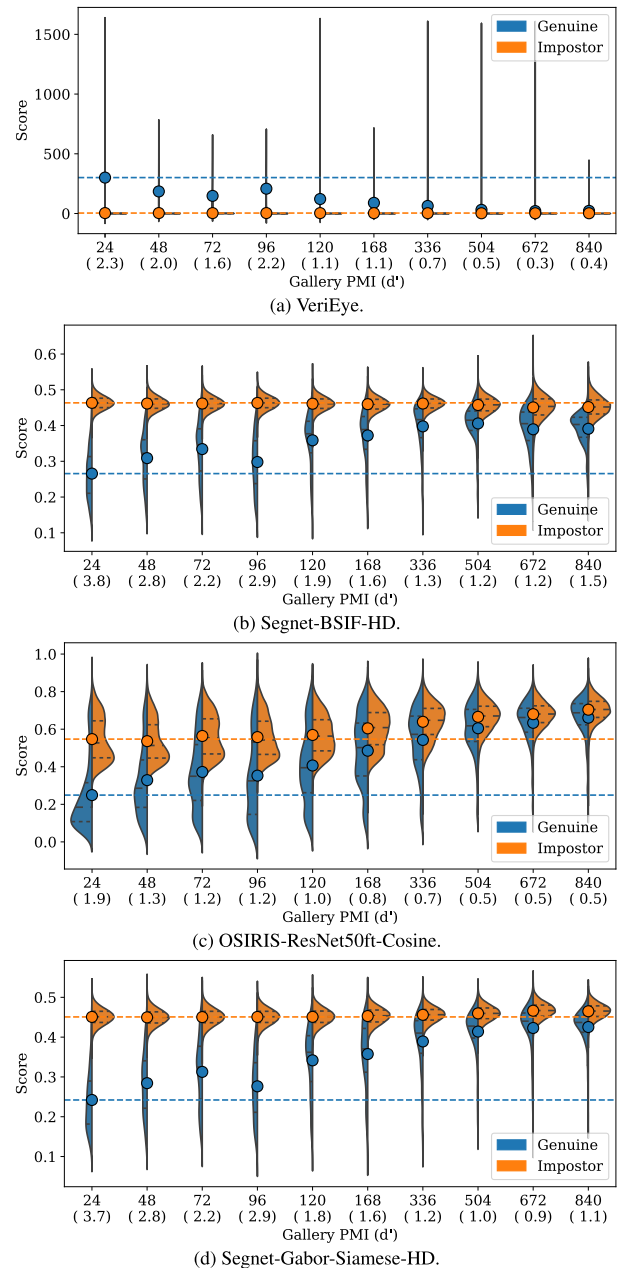 1500
1000
500
0
Score
Genuine
Impostor
24 48 72 96 120 168 336 504 672 840
( 2.3) ( 2.0) ( 1.6) ( 2.2) ( 1.1) ( 1.1) ( 0.7) ( 0.5) ( 0.3) ( 0.4)
Gallery PMI (d')
(a) VeriEye.
0.6
0.5
0.4
0.3
0.2
0.1
Score
Genuine
Impostor
24 48 72 96 120 168 336 504 672 840
( 3.8) ( 2.8) ( 2.2) ( 2.9) ( 1.9) ( 1.6) ( 1.3) ( 1.2) ( 1.2) ( 1.5)
Gallery PMI (d')
(b) Segnet-BSIF-HD.
1.0
0.8
0.6
0.4
0.2
0.0
Score
Genuine
Impostor
24 48 72 96 120 168 336 504 672 840
( 1.9) ( 1.3) ( 1.2) ( 1.2) ( 1.0) ( 0.8) ( 0.7) ( 0.5) ( 0.5) ( 0.5)
Gallery PMI (d')
(c) OSIRIS-ResNet50ft-Cosine.
0.5
0.4
0.3
0.2
0.1
Score
Genuine
Impostor
24 48 72 96 120 168 336 504 672 840
( 3.7) ( 2.8) ( 2.2) ( 2.9) ( 1.8) ( 1.6) ( 1.2) ( 1.0) ( 0.9) ( 1.1)
Gallery PMI (d')
(d) Segnet-Gabor-Siamese-HD.